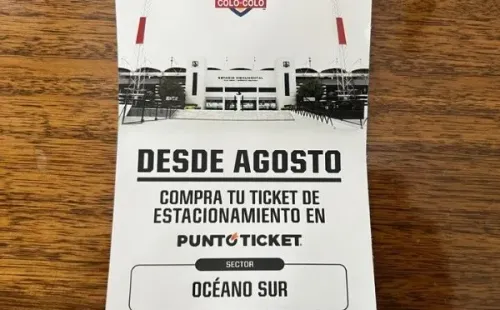 COLO-COLO
DESDE AGOSTO
COMPRA TU TICKET DE
ESTACIONAMIENTO EN
PUNTOTICKET
SECTOR
OCÉANO SUR